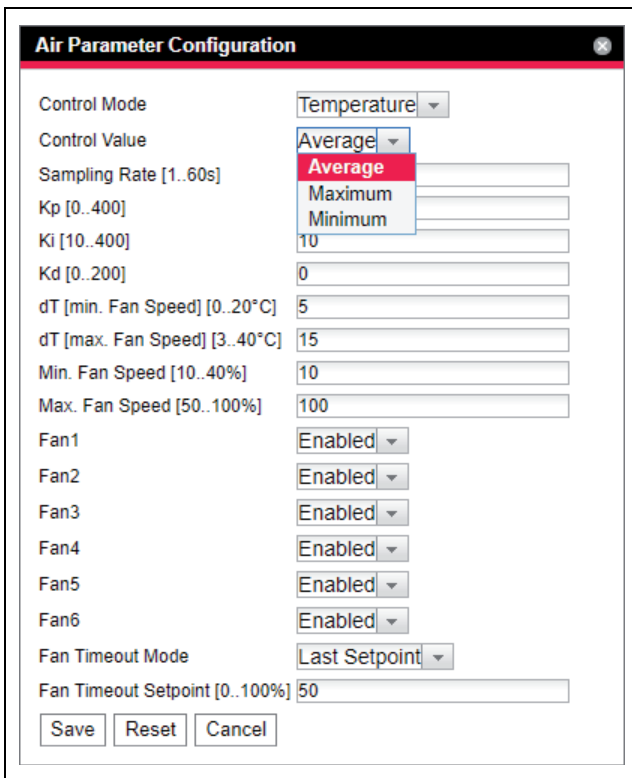 Air Parameter Configuration
Control Mode Temperature
Control Value Average
Average
Maximum
Minimum
Sampling Rate [1..60s]
Kp [0..400]
Ki [10..400] 10
Kd [0..200] 0
dT [min. Fan Speed] [0..20°C] 5
dT [max. Fan Speed] [3..40°C] 15
Min. Fan Speed [10..40%] 10
Max. Fan Speed [50..100%] 100
Fan1 Enabled
Fan2 Enabled
Fan3 Enabled
Fan4 Enabled
Fan5 Enabled
Fan6 Enabled
Fan Timeout Mode Last Setpoint
Fan Timeout Setpoint [0..100%] 50
Save Reset Cancel